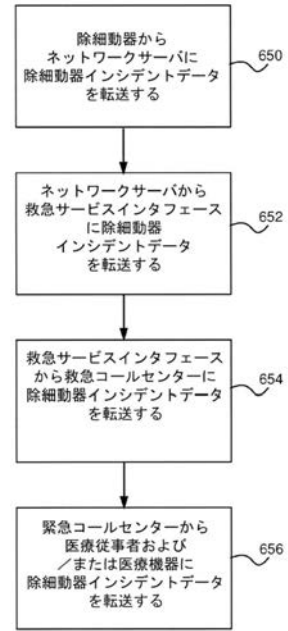 除細動器から
ネットワークサーバに
除細動器インシデントデータ
を転送する
650
ネットワークサーバから
救急サービスインタフェース
に除細動器
インシデントデータ
を転送する
652
救急サービスインタフェース
から救急コールセンターに
除細動器インシデントデータ
を転送する
654
緊急コールセンターから
医療従事者および
/または医療機器に
除細動器インシデントデータ
を転送する
656